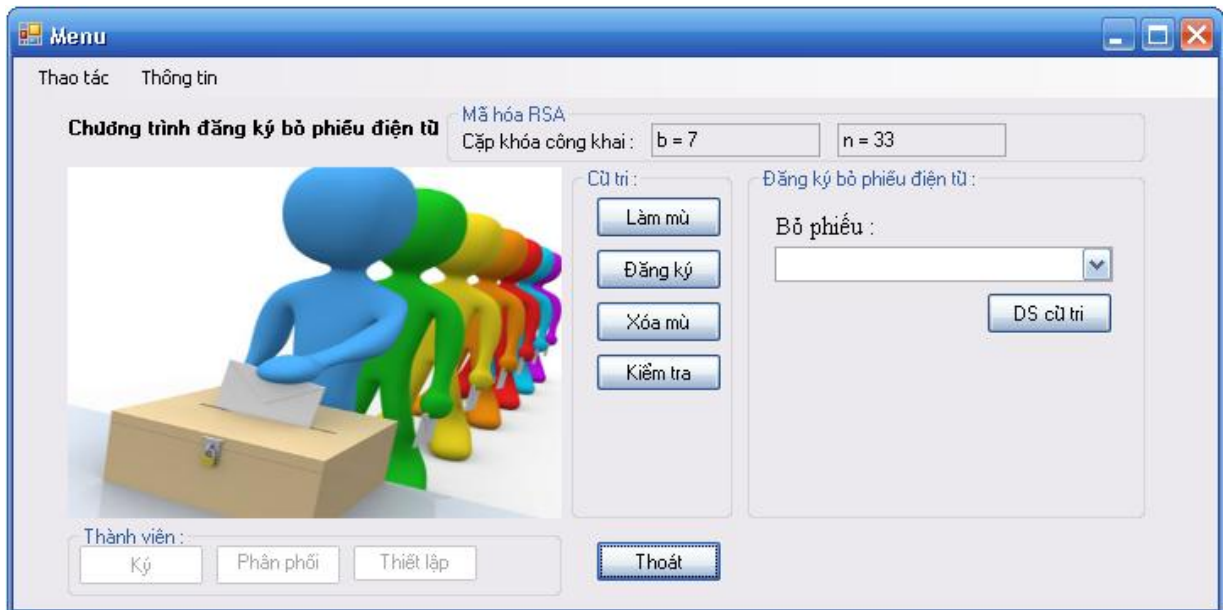 Menu
Thao tác Thông tin
Chương trình đăng ký bỏ phiếu điện tử
Mã hóa RSA
Cặp khóa công khai : b = 7 n = 33
Cử tri :
Làm mù
Đăng ký
Xóa mù
Kiểm tra
Đăng ký bỏ phiếu điện tử :
Bỏ phiếu :
DS cử tri
Thành viên :
Ký Phân phối Thiết lập
Thoát